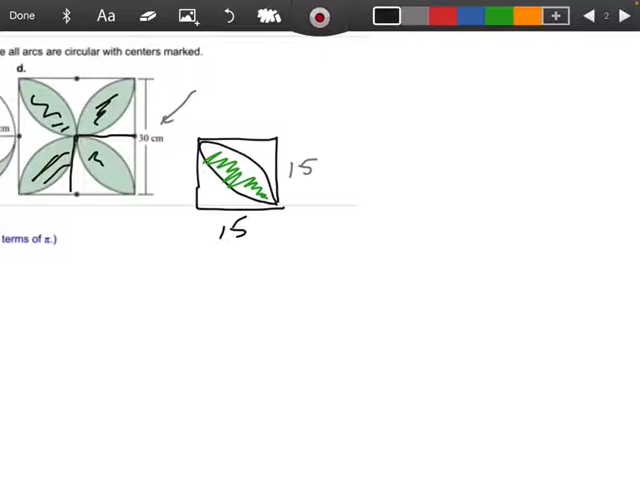 Done Aa 2
e all arcs are circular with centers marked.
d.
cm
30 cm
15
15
terms of π.)